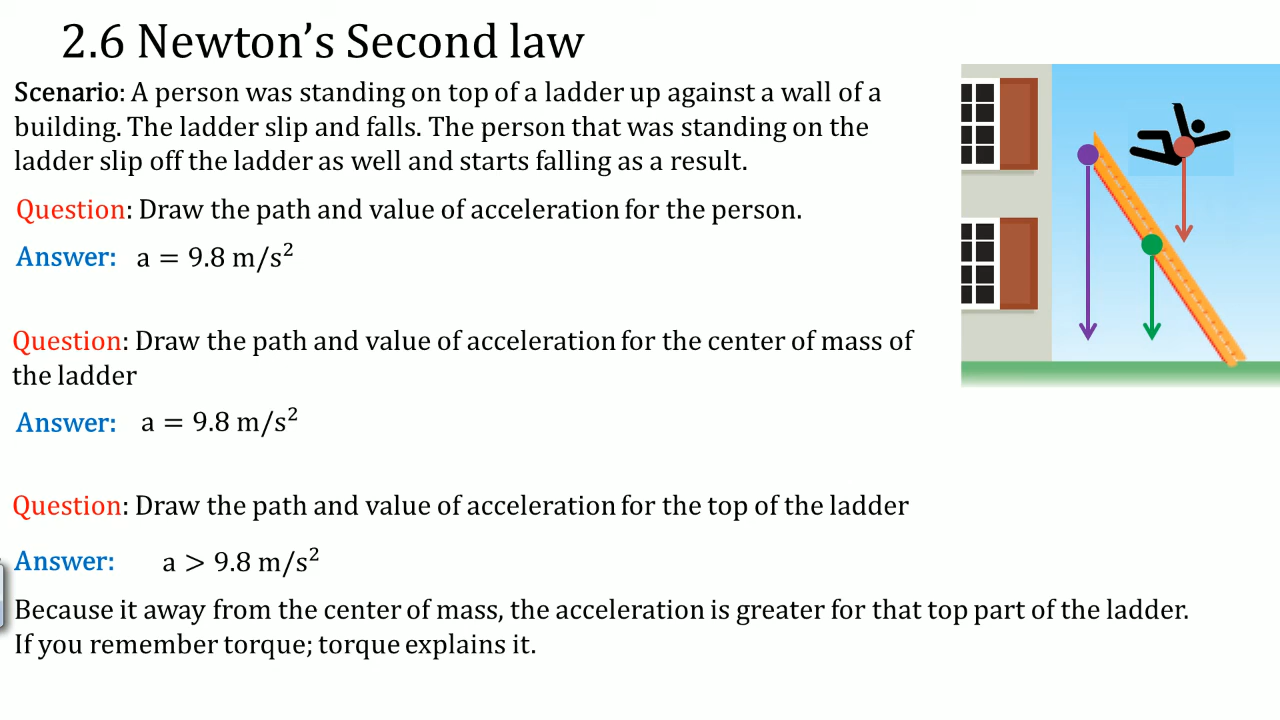 2.6 Newton's Second law
Scenario: A person was standing on top of a ladder up against a wall of a
building. The ladder slip and falls. The person that was standing on the
ladder slip off the ladder as well and starts falling as a result.
Question: Draw the path and value of acceleration for the person.
Answer: a = 9.8 m/s²
Question: Draw the path and value of acceleration for the center of mass of
the ladder
Answer: a = 9.8 m/s²
Question: Draw the path and value of acceleration for the top of the ladder
Answer: a > 9.8 m/s²
Because it away from the center of mass, the acceleration is greater for that top part of the ladder.
If you remember torque; torque explains it.